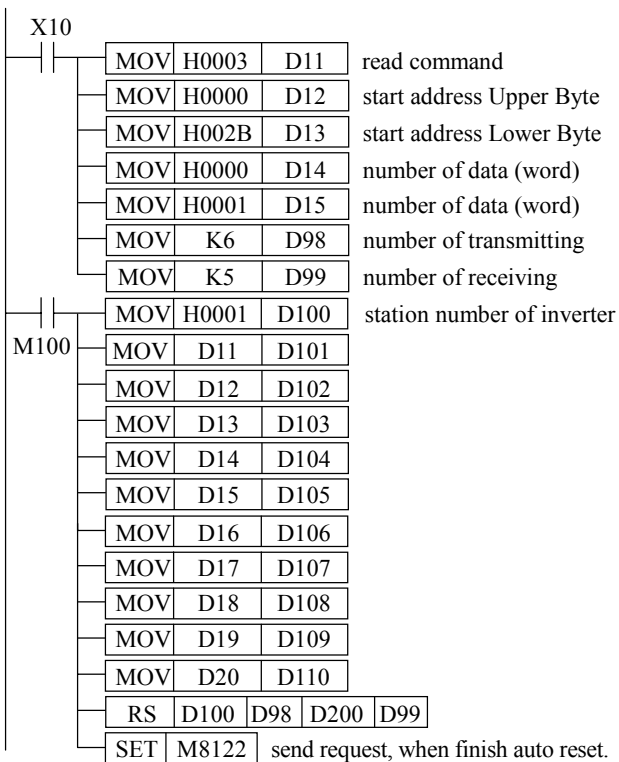 X10
MOV H0003 D11 read command
MOV H0000 D12 start address Upper Byte
MOV H002B D13 start address Lower Byte
MOV H0000 D14 number of data (word)
MOV H0001 D15 number of data (word)
MOV K6 D98 number of transmitting
MOV K5 D99 number of receiving
MOV H0001 D100 station number of inverter
M100 MOV D11 D101
MOV D12 D102
MOV D13 D103
MOV D14 D104
MOV D15 D105
MOV D16 D106
MOV D17 D107
MOV D18 D108
MOV D19 D109
MOV D20 D110
RS D100 D98 D200 D99
SET M8122 send request, when finish auto reset.